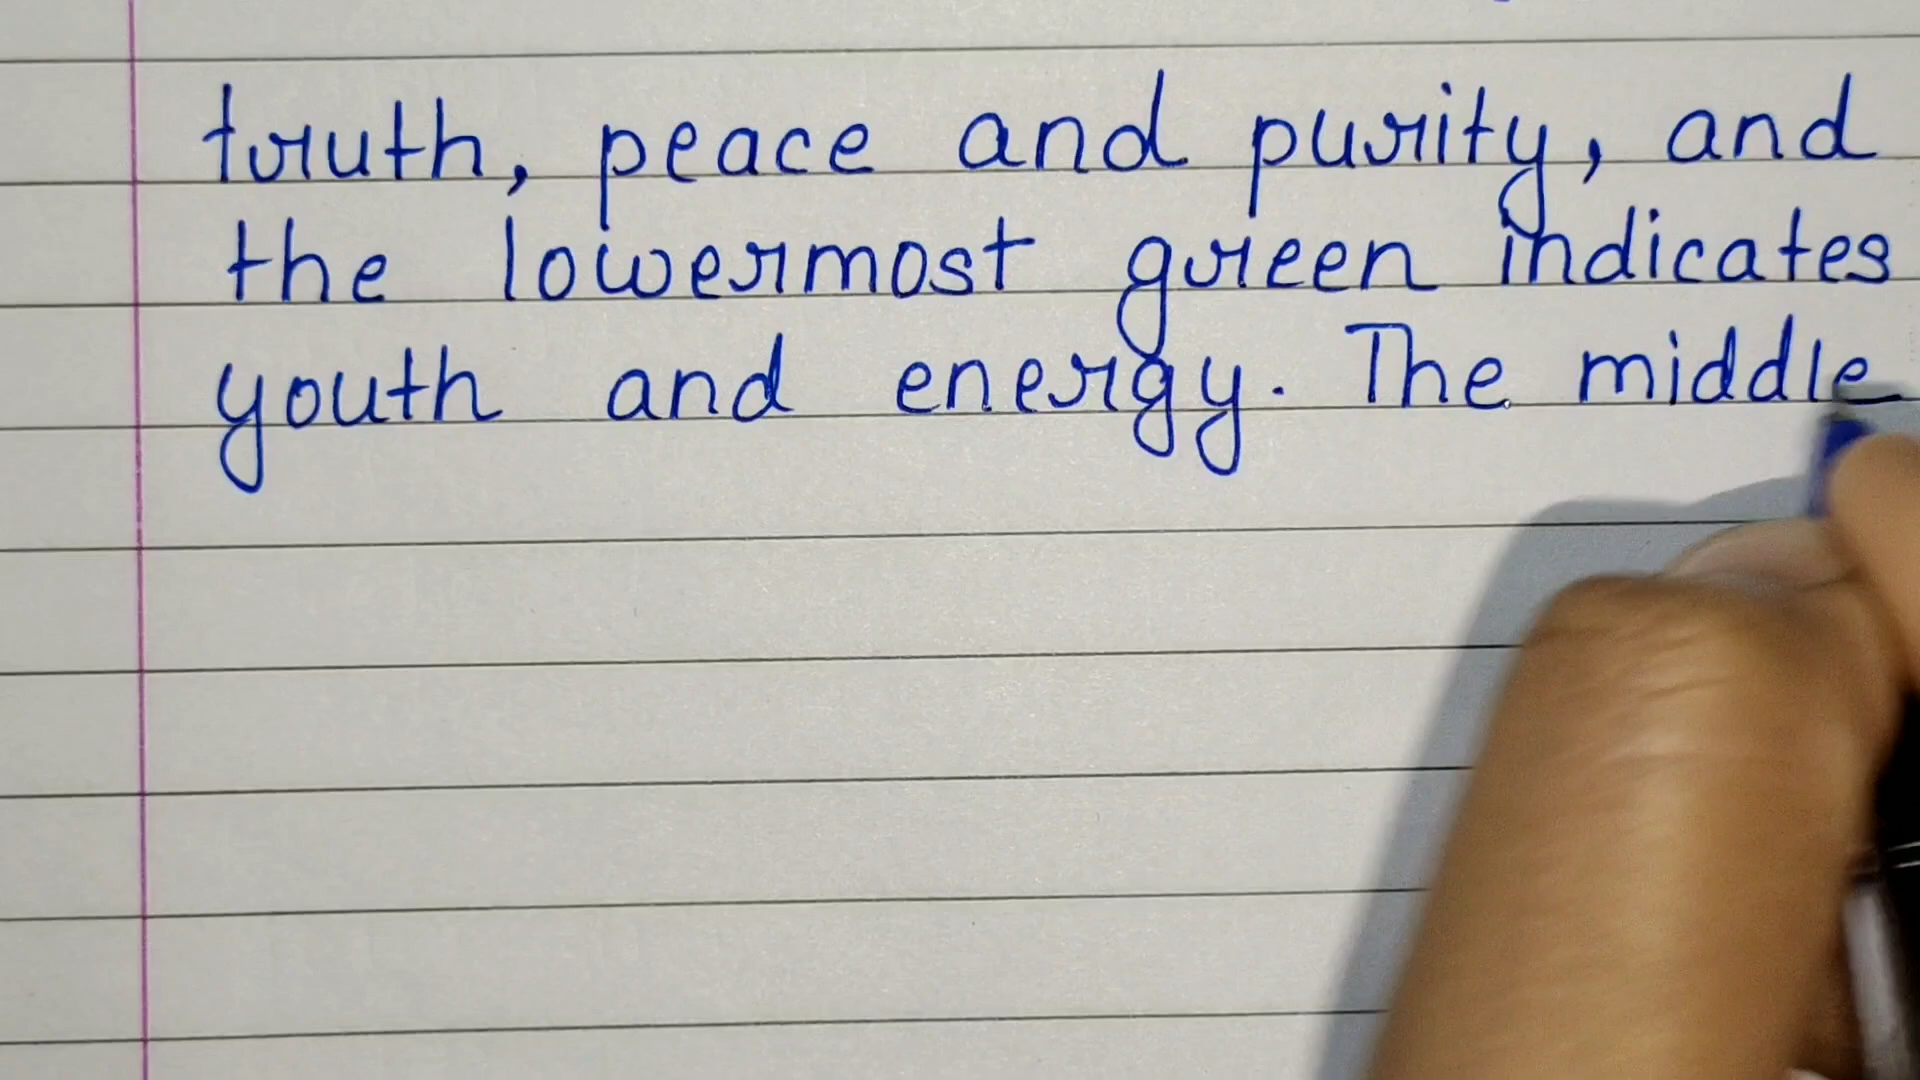 truth, peace and purity, and
the lowermost green indicates
youth and energy. The middle